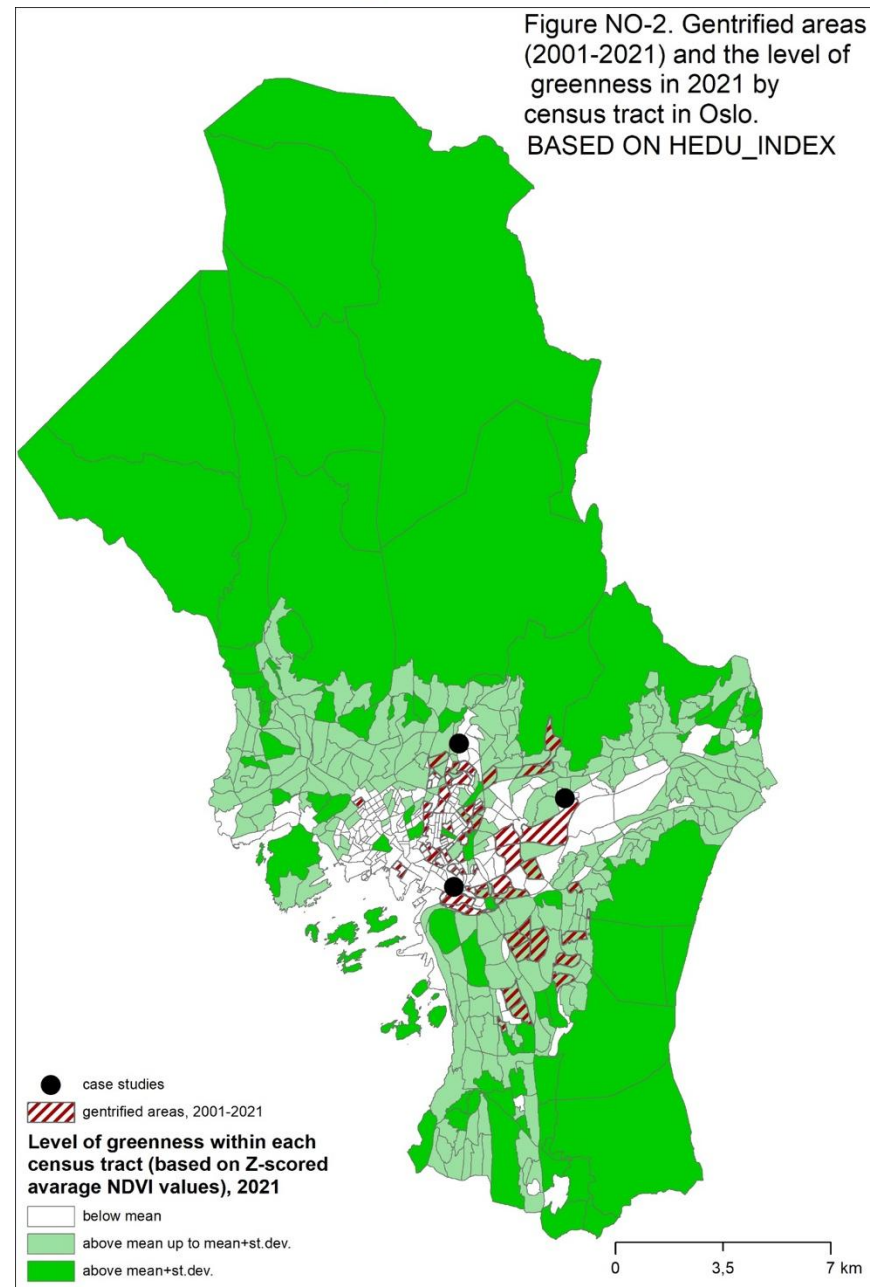 Figure NO-2. Gentrified areas
(2001-2021) and the level of
greenness in 2021 by
census tract in Oslo.
BASED ON HEDU_INDEX
case studies
gentrified areas, 2001-2021
Level of greenness within each
census tract (based on Z-scored
avarage NDVI values), 2021
below mean
above mean up to mean+st.dev.
above mean+st.dev.
0 3,5 7 km